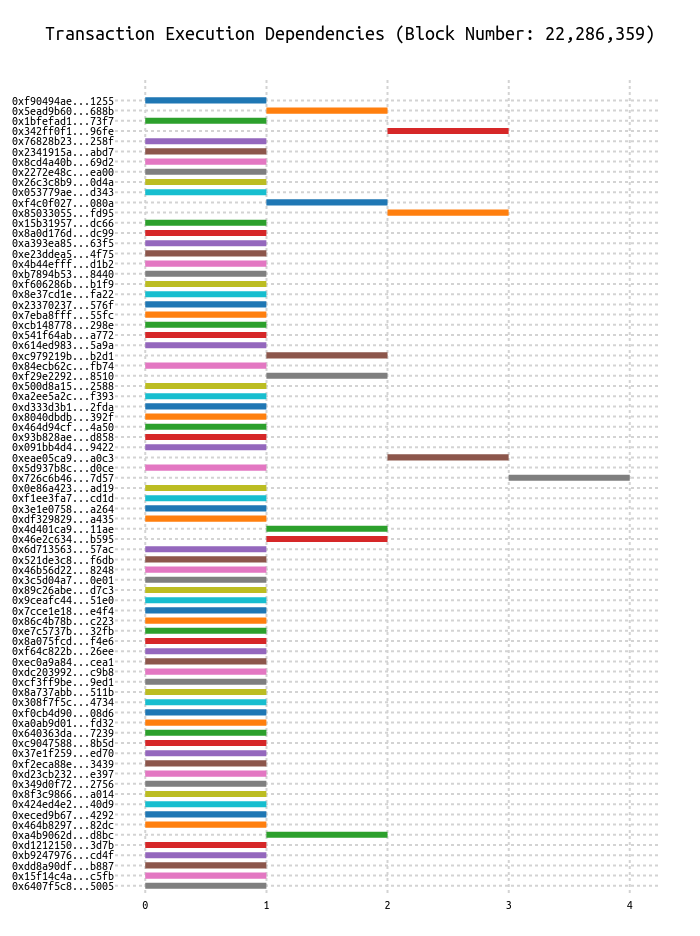 Transaction Execution Dependencies (Block Number: 22,286,359)
0xf90494ae...1255
0x5ead9b60...688b
0x1bfefad1...73f7
0x342ff0f1...96fe
0x76828b23...258f
0x2341915a...abd7
0x8cd4a40b...69d2
0x2272e48c...ea00
0x26c3c8b9...0d4a
0x053779ae...d343
0xf4c0f027...080a
0x85033055...fd95
0x15b31957...dc66
0x8a0d176d...dc99
0xa393ea85...63f5
0xe23ddea5...4f75
0x4b44efff...d1b2
0xb7894b53...8440
0xf606286b...b1f9
0x8e37cd1e...fa22
0x23370237...576f
0x7eba8fff...55fc
0xcb148778...298e
0x541f64ab...a772
0x614ed983...5a9a
0xc979219b...b2d1
0x84ecb62c...fb74
0xf29e2292...8510
0x500d8a15...2588
0xa2ee5a2c...f393
0xd333d3b1...2fda
0x8040dbdb...392f
0x464d94cf...4a50
0x93b828ae...d858
0x091bb4d4...9422
0xeae05ca9...a0c3
0x5d937b8c...d0ce
0x726c6b46...7d57
0x0e86a423...ad19
0xf1ee3fa7...cd1d
0x3e1e0758...a264
0xdf329829...a435
0x4d401ca9...11ae
0x46e2c634...b595
0x6d713563...57ac
0x521de3c8...f6db
0x46b56d22...8248
0x3c5d04a7...0e01
0x89c26abe...d7c3
0x9ceafc44...51e0
0x7cce1e18...e4f4
0x86c4b78b...c223
0xe7c5737b...32fb
0x8a075fcd...f4e6
0xf64c822b...26ee
0xec0a9a84...cea1
0xdc203992...c9b8
0xcf3ff9be...9ed1
0x8a737abb...511b
0x308f7f5c...4734
0xf0cb4d90...08d6
0xa0ab9d01...fd32
0x640363da...7239
0xc9047588...8b5d
0x37e1f259...ed70
0xf2eca88e...3439
0xd23cb232...e397
0x349d0f72...2756
0x8f3c9866...a014
0x424ed4e2...40d9
0xeced9b67...4292
0x464b8297...82dc
0xa4b9062d...d8bc
0xd1212150...3d7b
0xb9247976...cd4f
0xdd8a90df...b887
0x15f14c4a...c5fb
0x6407f5c8...5005
0 1 2 3 4